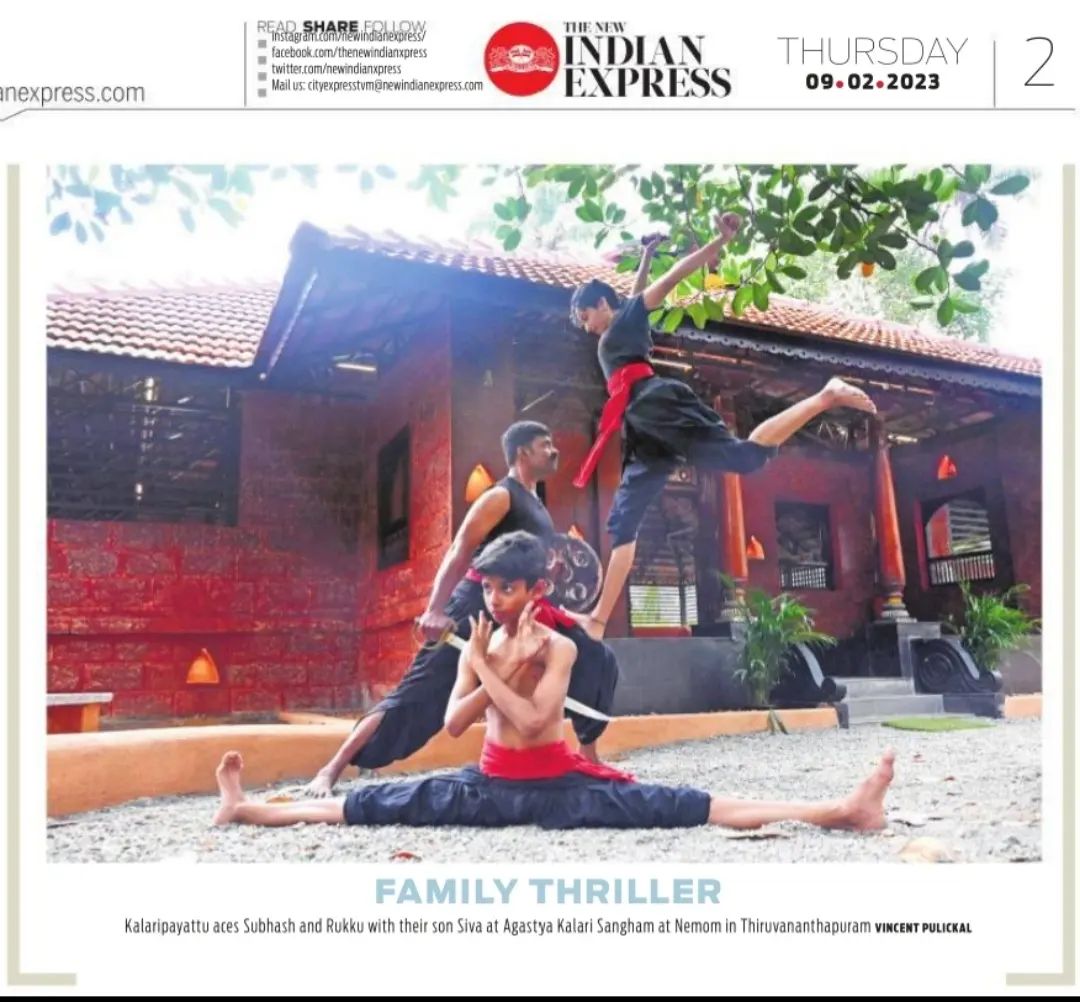 anexpress.com
READ SHARE FOLLOW
instagram.com/newindianexpress/
facebook.com/thenewindianxpress
twitter.com/newindianxpress
Mail us: cityexpresstvm@newindianexpress.com
THE NEW
INDIAN
EXPRESS
THURSDAY
09•02•2023
2
FAMILY THRILLER
Kalaripayattu aces Subhash and Rukku with their son Siva at Agastya Kalari Sangham at Nemom in Thiruvananthapuram VINCENT PULICKAL